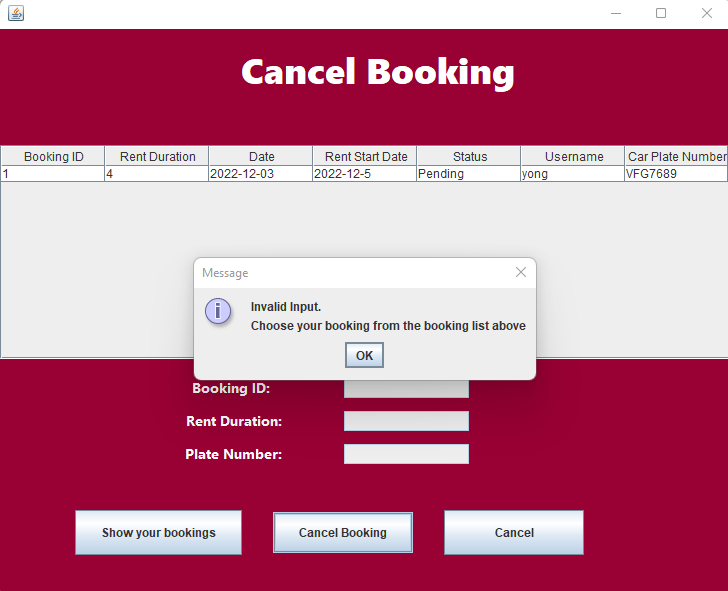 Cancel Booking
Booking ID Rent Duration Date Rent Start Date Status Username Car Plate Number
1 4 2022-12-03 2022-12-5 Pending yong VFG7689
Message
i
Invalid Input.
Choose your booking from the booking list above
OK
Booking ID:
Rent Duration:
Plate Number:
Show your bookings Cancel Booking Cancel